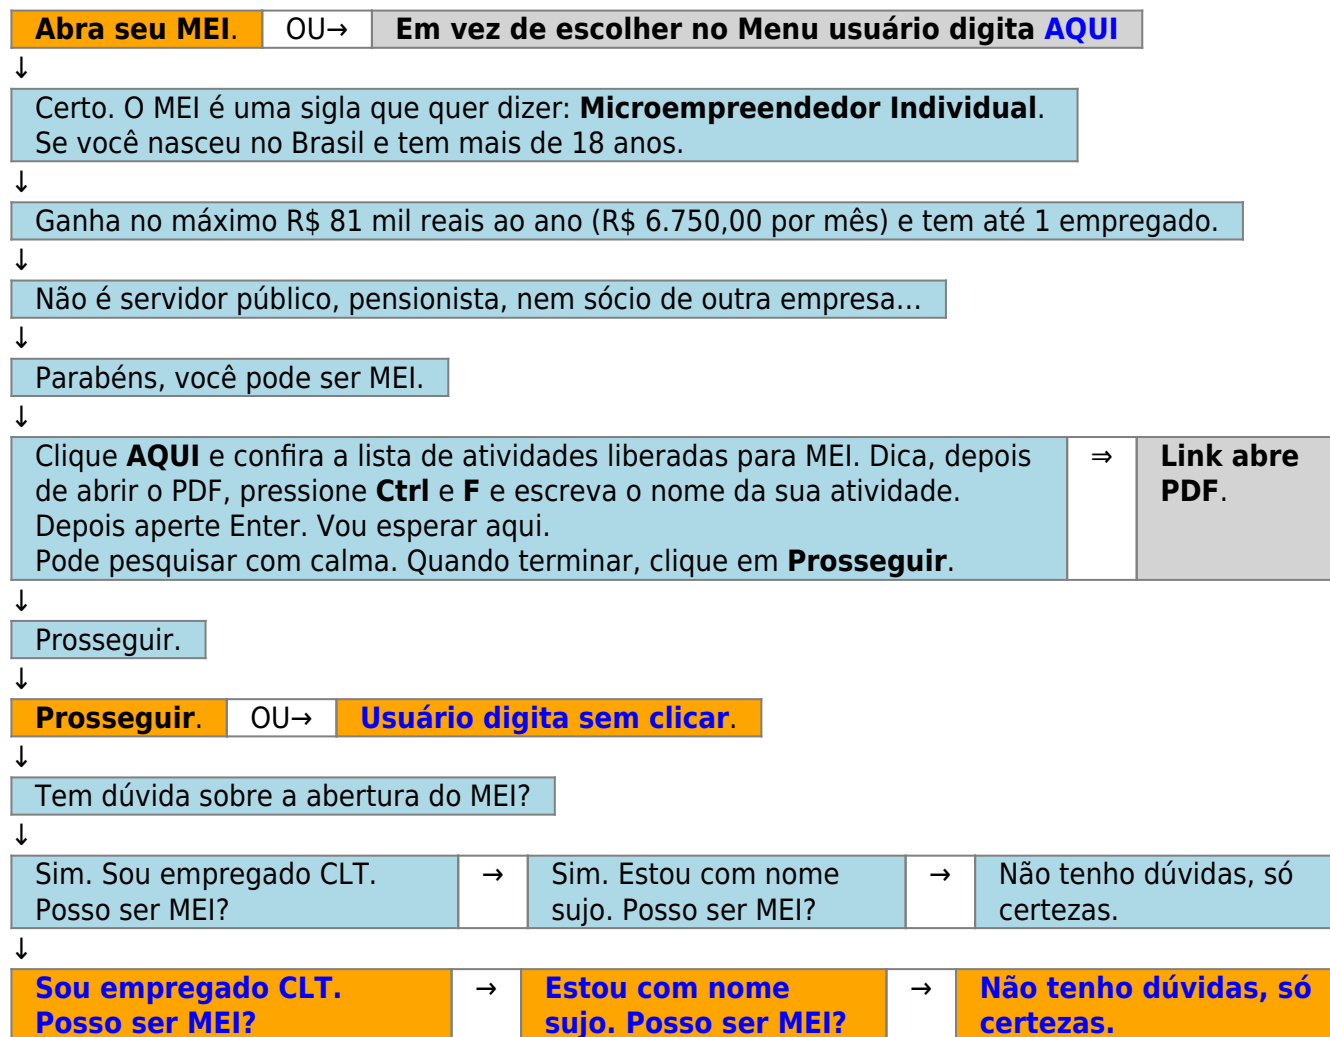 Abra seu MEI. OU→ Em vez de escolher no Menu usuário digita AQUI
↓
Certo. O MEI é uma sigla que quer dizer: Microempreendedor Individual.
Se você nasceu no Brasil e tem mais de 18 anos.
↓
Ganha no máximo R$ 81 mil reais ao ano (R$ 6.750,00 por mês) e tem até 1 empregado.
↓
Não é servidor público, pensionista, nem sócio de outra empresa...
↓
Parabéns, você pode ser MEI.
↓
Clique AQUI e confira a lista de atividades liberadas para MEI. Dica, depois
de abrir o PDF, pressione Ctrl e F e escreva o nome da sua atividade.
Depois aperte Enter. Vou esperar aqui.
Pode pesquisar com calma. Quando terminar, clique em Prosseguir.
⇒
Link abre
PDF.
↓
Prosseguir.
↓
Prosseguir. OU→ Usuário digita sem clicar.
↓
Tem dúvida sobre a abertura do MEI?
↓
Sim. Sou empregado CLT.
Posso ser MEI?
→
Sim. Estou com nome
sujo. Posso ser MEI?
→
Não tenho dúvidas, só
certezas.
↓
Sou empregado CLT.
Posso ser MEI?
→
Estou com nome
sujo. Posso ser MEI?
→
Não tenho dúvidas, só
certezas.